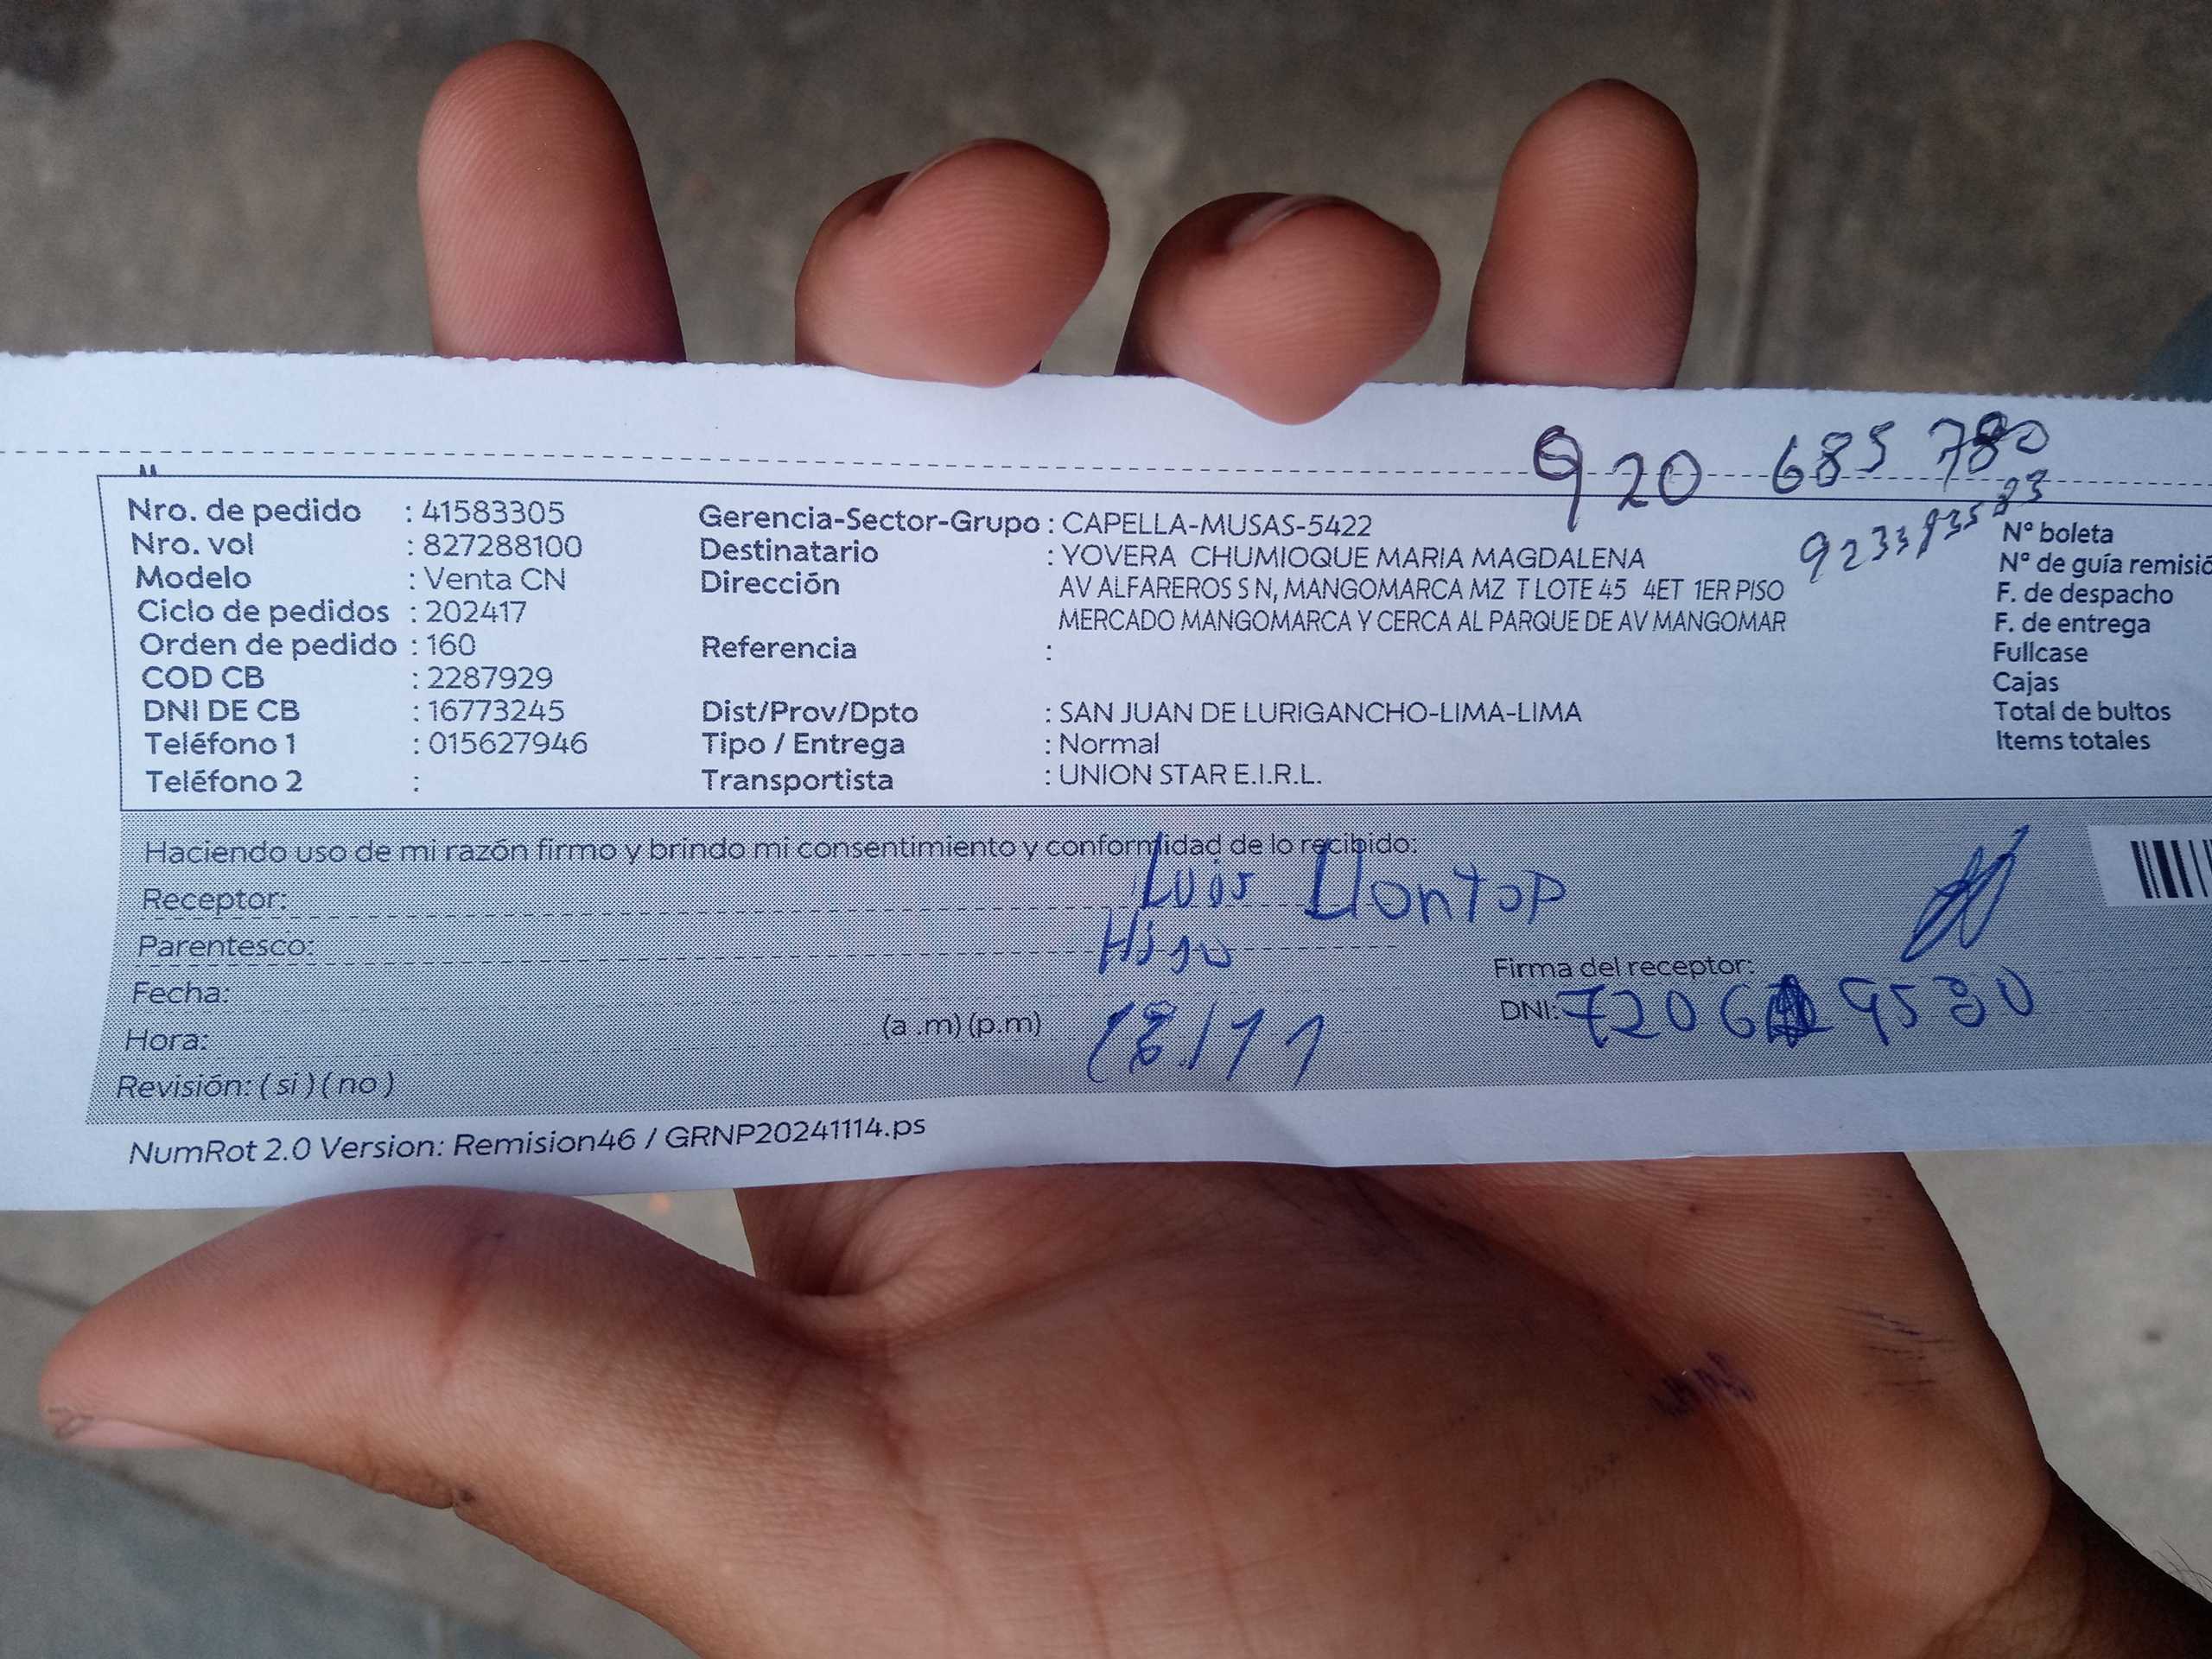 920 685 780
Nro. de pedido : 41583305
Nro. vol : 827288100
Modelo : Venta CN
Ciclo de pedidos : 202417
Orden de pedido : 160
COD CB : 2287929
DNI DE CB : 16773245
Teléfono 1 : 015627946
Teléfono 2 :
Gerencia-Sector-Grupo : CAPELLA-MUSAS-5422
Destinatario : YOVERA CHUMIOQUE MARIA MAGDALENA
Dirección : AV ALFAREROS S N, MANGOMARCA MZ T LOTE 45 4ET 1ER PISO
MERCADO MANGOMARCA Y CERCA AL PARQUE DE AV MANGOMAR
Referencia :
Dist/Prov/Dpto : SAN JUAN DE LURIGANCHO-LIMA-LIMA
Tipo / Entrega : Normal
Transportista : UNION STAR E.I.R.L.
N° boleta
N° de guía remisió
F. de despacho
F. de entrega
Fullcase
Cajas
Total de bultos
Items totales
Haciendo uso de mi razón firmo y brindo mi consentimiento y conformidad de lo recibido:
Receptor: Luis Llontop
Parentesco: Hijo
Fecha: 18/11
Hora: (a .m) (p.m)
Revisión: ( si ) ( no )
Firma del receptor:
DNI:
NumRot 2.0 Version: Remision46 / GRNP20241114.ps